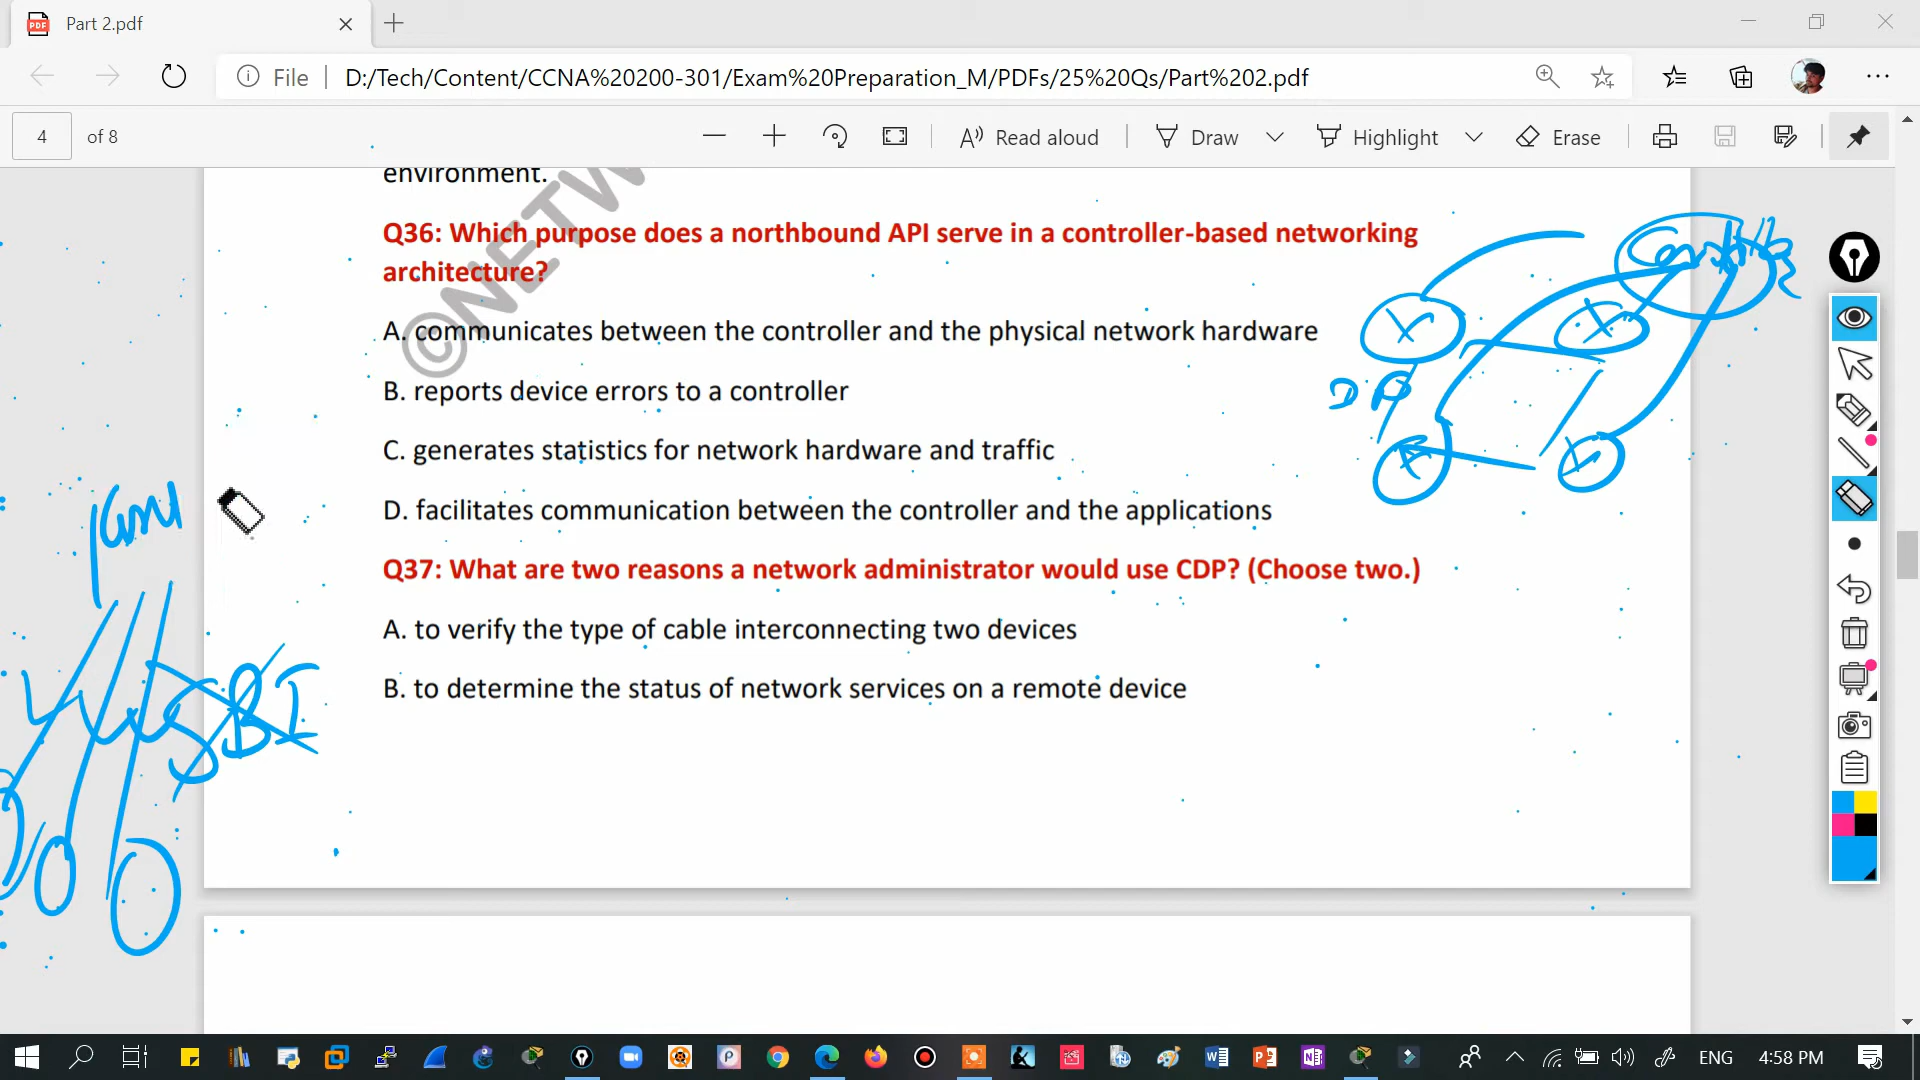 Part 2.pdf
File
D:/Tech/Content/CCNA%20200-301/Exam%20Preparation_M/PDFs/25%20Qs/Part%202.pdf
4 of 8
Read aloud
Draw
Highlight
Erase
environment.
©NETW
Q36: Which purpose does a northbound API serve in a controller-based networking
architecture?
A. communicates between the controller and the physical network hardware
B. reports device errors to a controller
C. generates statistics for network hardware and traffic
D. facilitates communication between the controller and the applications
Q37: What are two reasons a network administrator would use CDP? (Choose two.)
A. to verify the type of cable interconnecting two devices
B. to determine the status of network services on a remote device
DP
SBI
ENG
4:58 PM